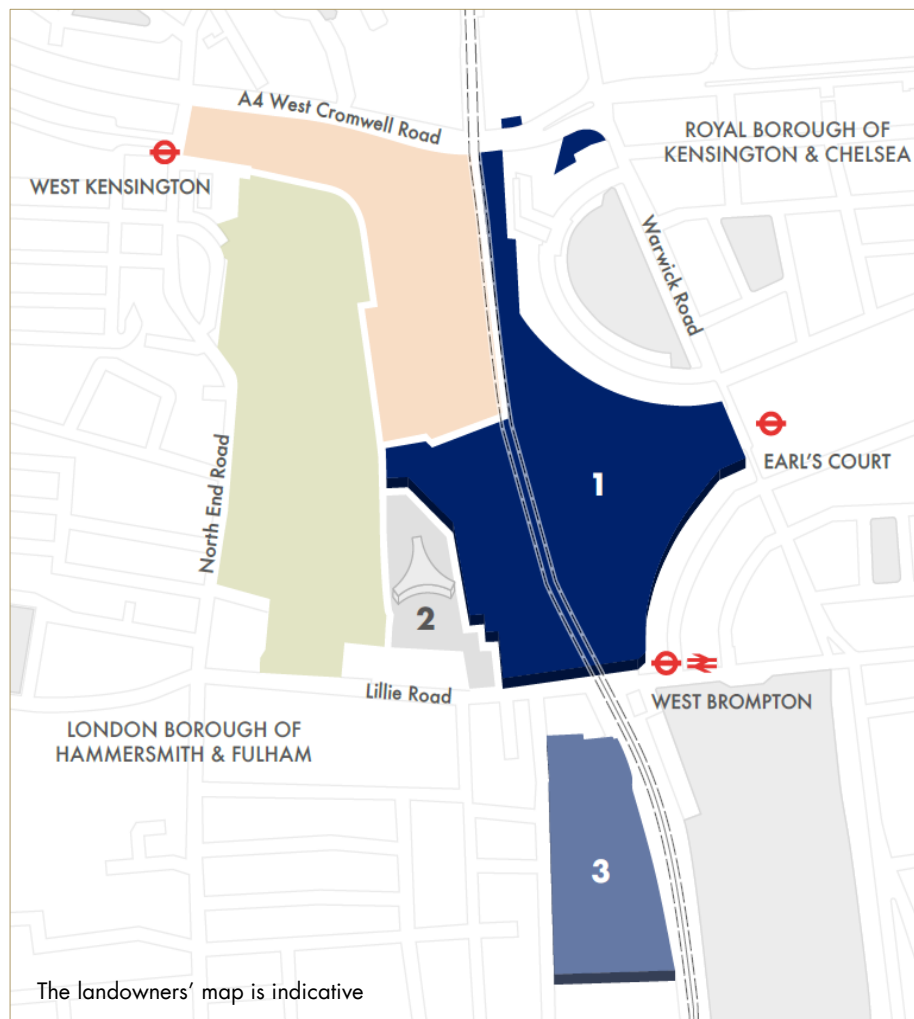 A4 West Cromwell Road
ROYAL BOROUGH OF
KENSINGTON & CHELSEA
WEST KENSINGTON
Warwick Road
EARL'S COURT
1
North End Road
2
Lillie Road
WEST BROMPTON
LONDON BOROUGH OF
HAMMERSMITH & FULHAM
3
The landowners' map is indicative